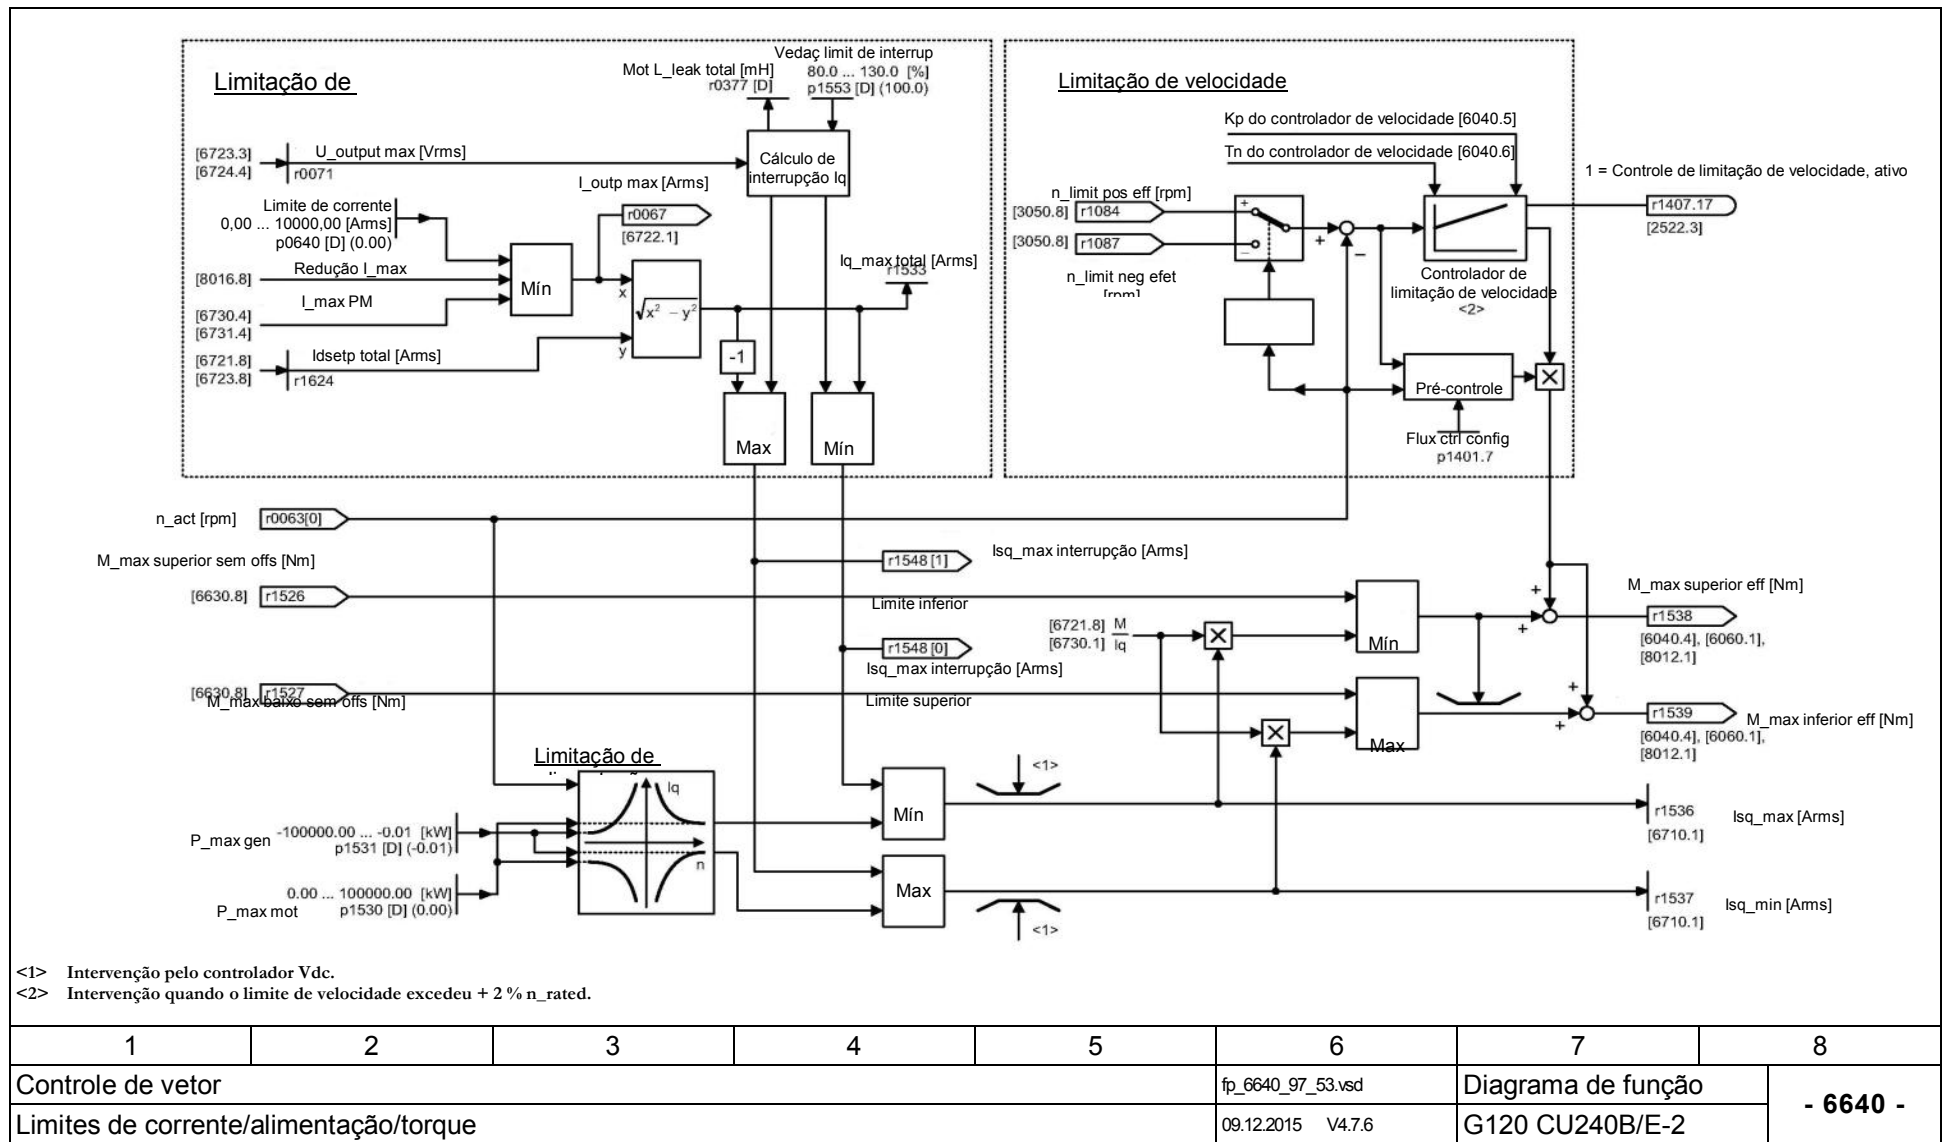 Limitação de
Mot L_leak total [mH]
r0377 [D]
Vedaç limit de interrup
80.0 ... 130.0 [%]
p1553 [D] (100.0)
[6723.3]
[6724.4]
U_output max [Vrms]
r0071
Cálculo de
interrupção Iq
I_outp max [Arms]
r0067
[6722.1]
Limite de corrente
0,00 ... 10000,00 [Arms]
p0640 [D] (0.00)
[8016.8]
Redução I_max
I_max PM
[6730.4]
[6731.4]
Mín
x
y
√x² – y²
Iq_max total [Arms]
r1533
[6721.8]
[6723.8]
Idsetp total [Arms]
r1624
-1
Max
Mín
Limitação de velocidade
Kp do controlador de velocidade [6040.5]
Tn do controlador de velocidade [6040.6]
1 = Controle de limitação de velocidade, ativo
r1407.17
[2522.3]
n_limit pos eff [rpm]
[3050.8] r1084
[3050.8] r1087
n_limit neg efet
[rpm]
+
–
+
–
Controlador de
limitação de velocidade
<2>
Pré-controle
Flux ctrl config
p1401.7
n_act [rpm]
r0063[0]
M_max superior sem offs [Nm]
[6630.8] r1526
r1548 [1]
Isq_max interrupção [Arms]
Limite inferior
r1548 [0]
Isq_max interrupção [Arms]
Limite superior
[6630.8] r1527
M_max baixo sem offs [Nm]
[6721.8] M
[6730.1] Iq
Mín
Max
+
+
M_max superior eff [Nm]
r1538
[6040.4], [6060.1],
[8012.1]
+
+
r1539
M_max inferior eff [Nm]
[6040.4], [6060.1],
[8012.1]
Limitação de
Iq
n
P_max gen
-100000.00 ... -0.01 [kW]
p1531 [D] (-0.01)
P_max mot
0.00 ... 100000.00 [kW]
p1530 [D] (0.00)
Mín
Max
<1>
<1>
r1536
[6710.1]
Isq_max [Arms]
r1537
[6710.1]
Isq_min [Arms]
<1> Intervenção pelo controlador Vdc.
<2> Intervenção quando o limite de velocidade excedeu + 2 % n_rated.
1 2 3 4 5 6 7 8
Controle de vetor
fp_6640_97_53.vsd
Diagrama de função
- 6640 -
Limites de corrente/alimentação/torque
09.12.2015 V4.7.6
G120 CU240B/E-2